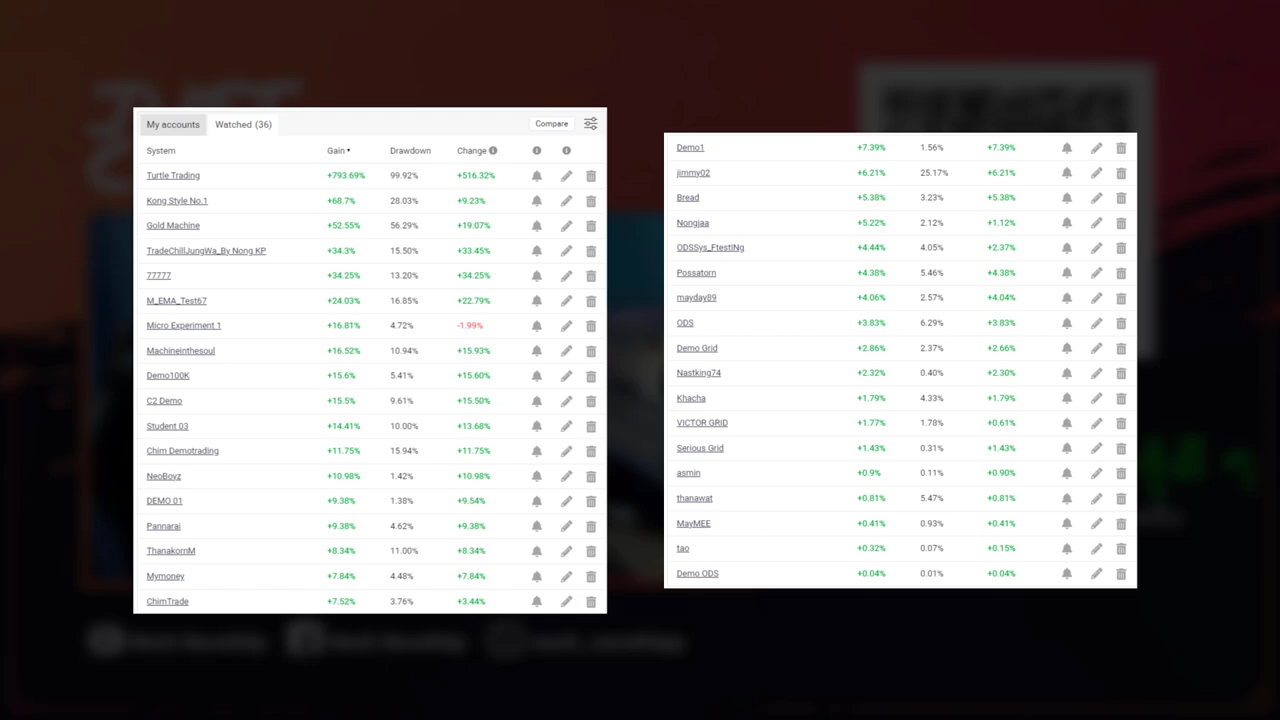 My accounts Watched (36) Compare
System Gain Drawdown Change
Turtle Trading +793.69% 99.92% +516.32%
Kong Style No.1 +68.7% 28.03% +9.23%
Gold Machine +52.55% 56.29% +19.07%
TradeChillJungWa_By Nong KP +34.3% 15.50% +33.45%
77777 +34.25% 13.20% +34.25%
M_EMA_Test67 +24.03% 16.85% +22.79%
Micro Experiment 1 +16.81% 4.72% -1.99%
Machineinthesoul +16.52% 10.94% +15.93%
Demo100K +15.6% 5.41% +15.60%
C2 Demo +15.5% 9.61% +15.50%
Student 03 +14.41% 10.00% +13.68%
Chim Demotrading +11.75% 15.94% +11.75%
NeoBoyz +10.98% 1.42% +10.98%
DEMO 01 +9.38% 1.38% +9.54%
Pannarai +9.38% 4.62% +9.38%
ThanakornM +8.34% 11.00% +8.34%
Mymoney +7.84% 4.48% +7.84%
ChimTrade +7.52% 3.76% +3.44%
Demo1 +7.39% 1.56% +7.39%
jimmy02 +6.21% 25.17% +6.21%
Bread +5.38% 3.23% +5.38%
Nongjaa +5.22% 2.12% +1.12%
ODSSys_FtestINg +4.44% 4.05% +2.37%
Possatorn +4.38% 5.46% +4.38%
mayday89 +4.06% 2.57% +4.04%
ODS +3.83% 6.29% +3.83%
Demo Grid +2.86% 2.37% +2.66%
Nastking74 +2.32% 0.40% +2.30%
Khacha +1.79% 4.33% +1.79%
VICTOR GRID +1.77% 1.78% +0.61%
Serious Grid +1.43% 0.31% +1.43%
asmin +0.9% 0.11% +0.90%
thanawat +0.81% 5.47% +0.81%
MayMEE +0.41% 0.93% +0.41%
tao +0.32% 0.07% +0.15%
Demo ODS +0.04% 0.01% +0.04%